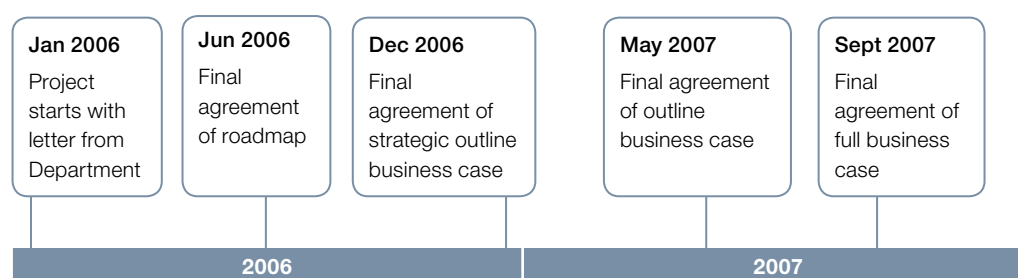 Jan 2006
Project
starts with
letter from
Department
Jun 2006
Final
agreement
of roadmap
Dec 2006
Final
agreement of
strategic outline
business case
May 2007
Final agreement
of outline
business case
Sept 2007
Final
agreement of
full business
case
2006
2007